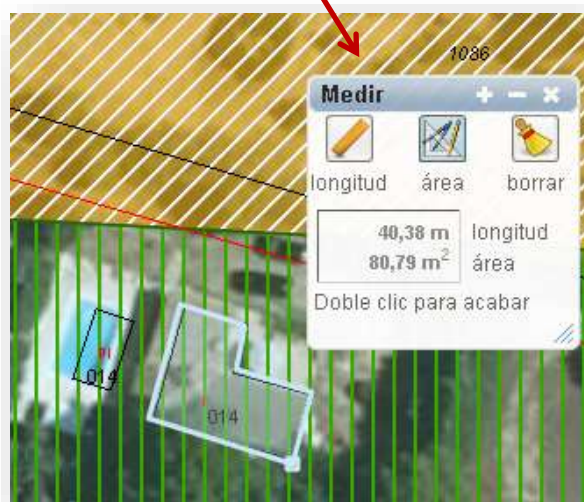 1086
Medir
longitud área borrar
40,38 m longitud
80,79 m² área
Doble clic para acabar
014
014